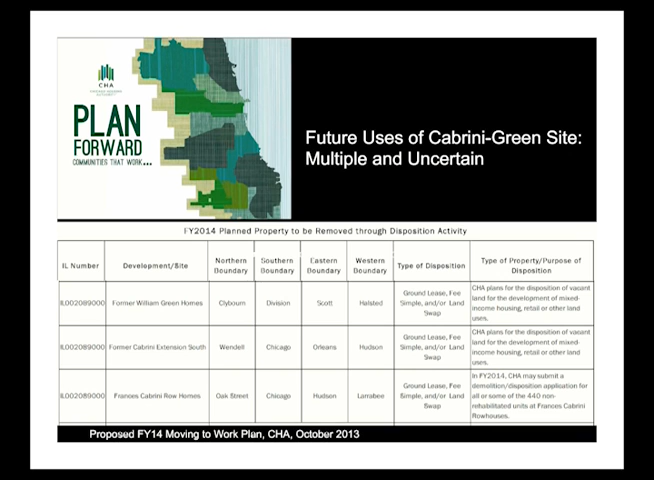 CHA
CHICAGO HOUSING
AUTHORITY
PLAN
FORWARD
COMMUNITIES THAT WORK...
Future Uses of Cabrini-Green Site:
Multiple and Uncertain
FY2014 Planned Property to be Removed through Disposition Activity
IL Number Development/Site Northern Boundary Southern Boundary Eastern Boundary Western Boundary Type of Disposition Type of Property/Purpose of Disposition
IL002089000 Former William Green Homes Clybourn Division Scott Halsted Ground Lease, Fee Simple, and/or Land Swap CHA plans for the disposition of vacant land for the development of mixed-income housing, retail or other land uses.
IL002089000 Former Cabrini Extension South Wendell Chicago Orleans Hudson Ground Lease, Fee Simple, and/or Land Swap CHA plans for the disposition of vacant land for the development of mixed-income housing, retail or other land uses.
IL002089000 Frances Cabrini Row Homes Oak Street Chicago Hudson Larrabee Ground Lease, Fee Simple, and/or Land Swap In FY2014, CHA may submit a demolition/disposition application for all or some of the 440 non-rehabilitated units at Frances Cabrini Rowhouses.
Proposed FY14 Moving to Work Plan, CHA, October 2013